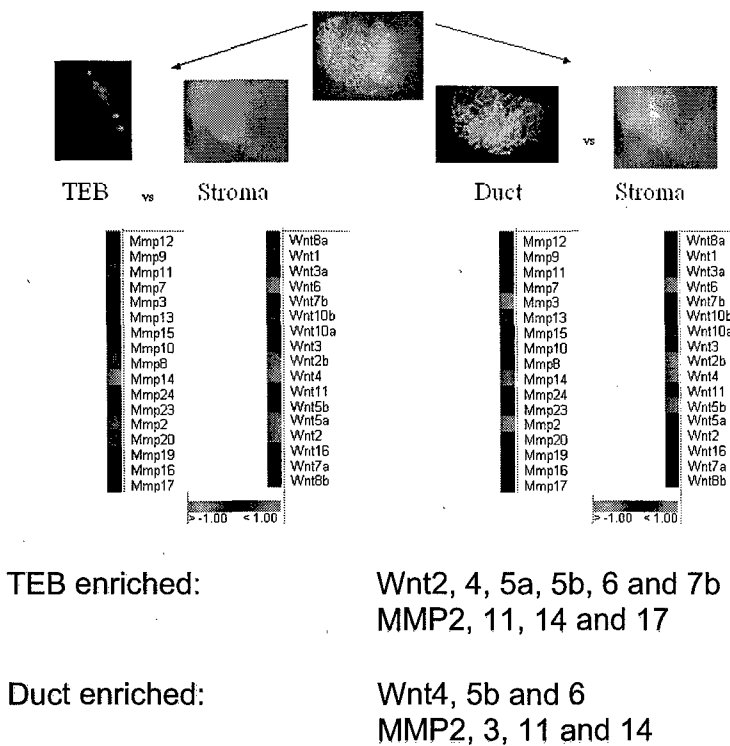 TEB vs Stroma
Duct vs Stroma
Mmp12
Mmp9
Mmp11
Mmp7
Mmp3
Mmp13
Mmp15
Mmp10
Mmp8
Mmp14
Mmp24
Mmp23
Mmp2
Mmp20
Mmp19
Mmp16
Mmp17
Wnt8a
Wnt1
Wnt3a
Wnt6
Wnt7b
Wnt10b
Wnt10a
Wnt3
Wnt2b
Wnt4
Wnt11
Wnt5b
Wnt5a
Wnt2
Wnt16
Wnt7a
Wnt8b
> -1.00 < 1.00
Mmp12
Mmp9
Mmp11
Mmp7
Mmp3
Mmp13
Mmp15
Mmp10
Mmp8
Mmp14
Mmp24
Mmp23
Mmp2
Mmp20
Mmp19
Mmp16
Mmp17
Wnt8a
Wnt1
Wnt3a
Wnt6
Wnt7b
Wnt10b
Wnt10a
Wnt3
Wnt2b
Wnt4
Wnt11
Wnt5b
Wnt5a
Wnt2
Wnt16
Wnt7a
Wnt8b
> -1.00 < 1.00
TEB enriched: Wnt2, 4, 5a, 5b, 6 and 7b
MMP2, 11, 14 and 17
Duct enriched: Wnt4, 5b and 6
MMP2, 3, 11 and 14